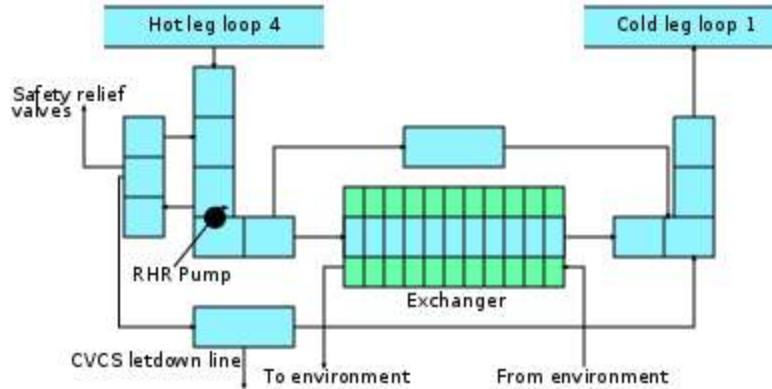 Hot leg loop 4
Cold leg loop 1
Safety relief
valves
RHR Pump
Exchanger
CVCS letdown line
To environment
From environment